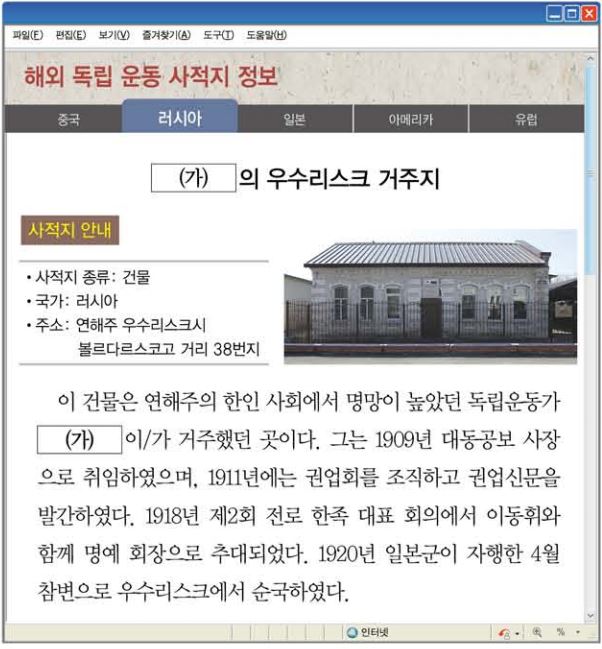 파일(F) 편집(E) 보기(V) 즐겨찾기(A) 도구(T) 도움말(H)
해외 독립 운동 사적지 정보
중국 러시아 일본 아메리카 유럽
(가) 의 우수리스크 거주지
사적지 안내
• 사적지 종류: 건물
• 국가: 러시아
• 주소: 연해주 우수리스크시
볼르다르스코고 거리 38번지
이 건물은 연해주의 한인 사회에서 명망이 높았던 독립운동가
(가) 이/가 거주했던 곳이다. 그는 1909년 대동공보 사장
으로 취임하였으며, 1911년에는 권업회를 조직하고 권업신문을
발간하였다. 1918년 제2회 전로 한족 대표 회의에서 이동휘와
함께 명예 회장으로 추대되었다. 1920년 일본군이 자행한 4월
참변으로 우수리스크에서 순국하였다.
인터넷 %